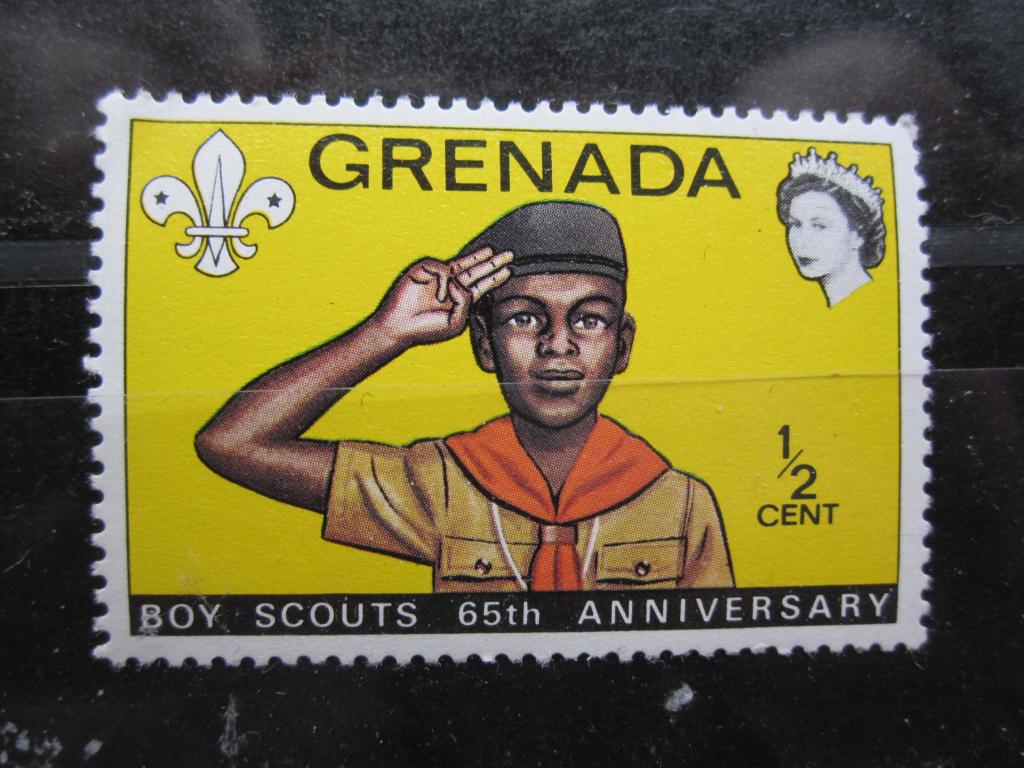 GRENADA
1/2
CENT
BOY SCOUTS 65th ANNIVERSARY